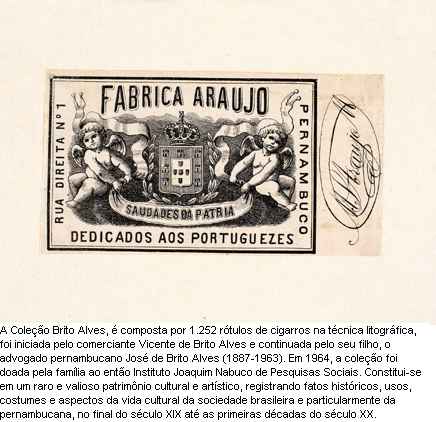 FABRICA ARAUJO
RUA DIREITA Nº 1
PERNAMBUCO
SAUDADES DA PATRIA
DEDICADOS AOS PORTUGUEZES
A Coleção Brito Alves, é composta por 1.252 rótulos de cigarros na técnica litográfica,
foi iniciada pelo comerciante Vicente de Brito Alves e continuada pelo seu filho, o
advogado pernambucano José de Brito Alves (1887-1963). Em 1964, a coleção foi
doada pela família ao então Instituto Joaquim Nabuco de Pesquisas Sociais. Constitui-se
em um raro e valioso patrimônio cultural e artístico, registrando fatos históricos, usos,
costumes e aspectos da vida cultural da sociedade brasileira e particularmente da
pernambucana, no final do século XIX até as primeiras décadas do século XX.